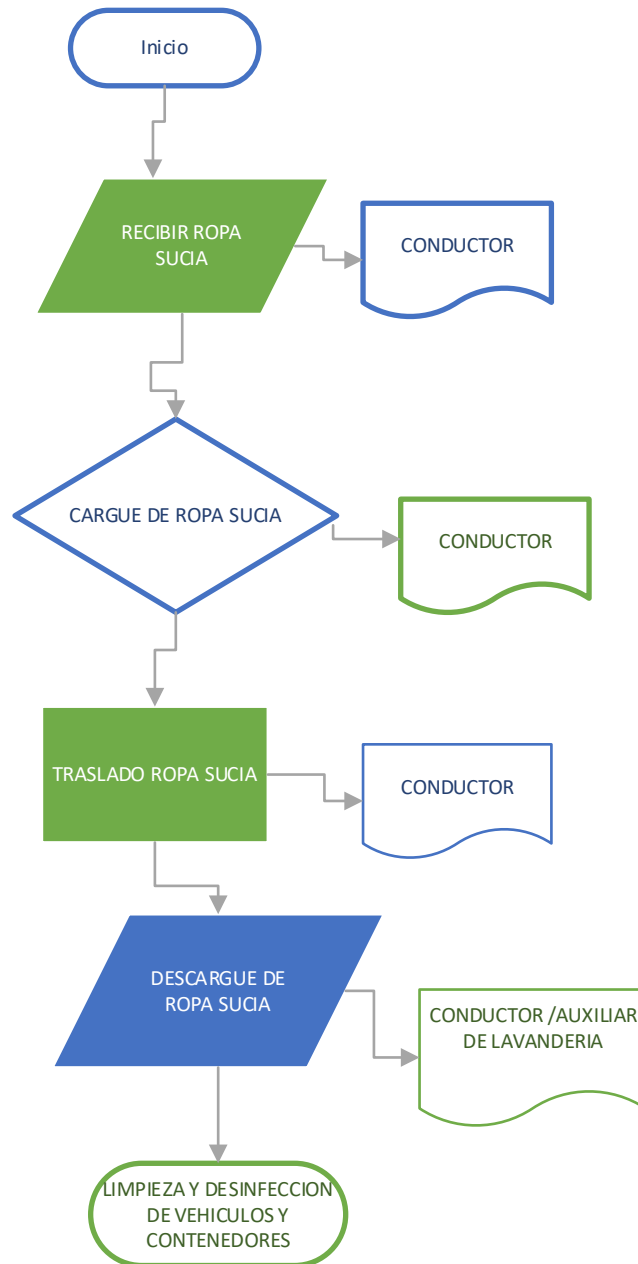 Inicio
RECIBIR ROPA
SUCIA
CONDUCTOR
CARGUE DE ROPA SUCIA
CONDUCTOR
TRASLADO ROPA SUCIA
CONDUCTOR
DESCARGUE DE
ROPA SUCIA
CONDUCTOR /AUXILIAR
DE LAVANDERIA
LIMPIEZA Y DESINFECCION
DE VEHICULOS Y
CONTENEDORES